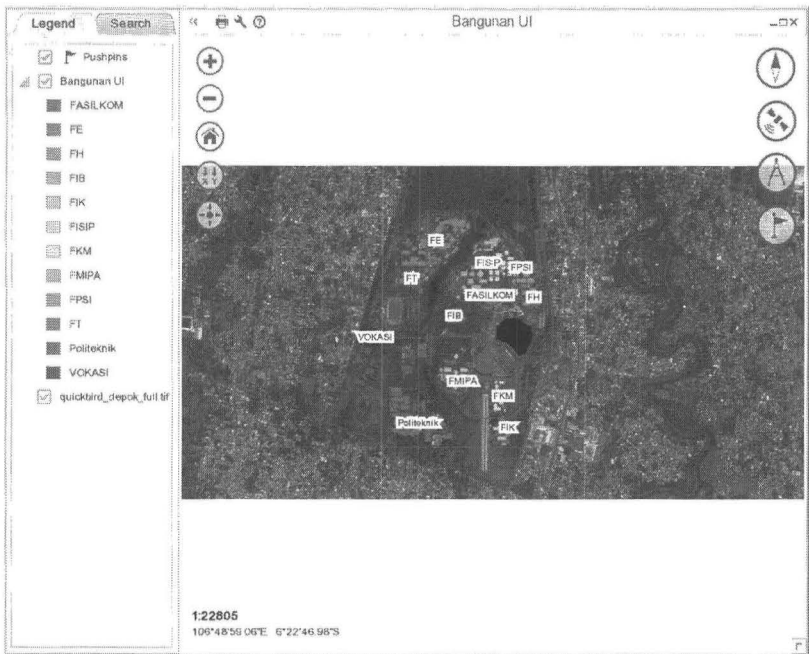 Legend
Search
Bangunan UI
Pushpins
Bangunan UI
FASILKOM
FE
FH
FIB
FIK
FISIP
FKM
FMIPA
FPSI
FT
Politeknik
VOKASI
quickbird_depok_full.tif
X Y
FE
FISIP
FPSI
FT
FASILKOM
FH
FIB
VOKASI
FMIPA
FKM
Politeknik
FIK
1:22805
106°48'59.06"E 6°22'46.98"S